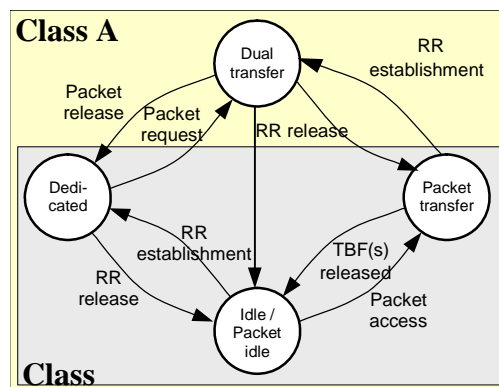 Class A
Dual
transfer
RR
establishment
Packet
release
Packet
request
RR release
Dedi-
cated
Packet
transfer
RR
establishment
TBF(s)
released
RR
release
Packet
access
Idle /
Packet
idle
Class